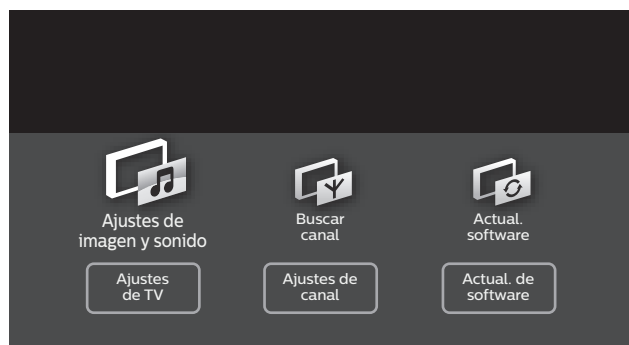 Ajustes de
imagen y sonido
Buscar
canal
Actual.
software
Ajustes
de TV
Ajustes de
canal
Actual. de
software